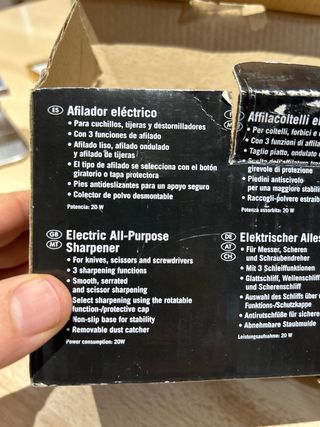 ES
Afilador eléctrico
• Para cuchillos, tijeras y destornilladores
• Con 3 funciones de afilado
• Afilado liso, afilado ondulado
y afilado de tijeras
• El tipo de afilado se selecciona con el botón
giratorio o tapa protectora
• Pies antideslizantes para un apoyo seguro
• Colector de polvo desmontable
Potencia: 20 W
Affilacoltelli el
• Per coltelli, forbici e
• Con 3 funzioni di affila
• Taglio piatto, ondulato
girevole di protezione
• Piedini antiscivolo
per una maggiore stabili
• Raccogli-polvere estraib
Potenza assorbita: 20 W
GB
MT
Electric All-Purpose
Sharpener
• For knives, scissors and screwdrivers
• 3 sharpening functions
• Smooth, serrated
and scissor sharpening
Select sharpening using the rotatable
function-/protective cap
Non-slip base for stability
• Removable dust catcher
Power consumption: 20W
DE
AT
CH
Elektrischer Alles
• Für Messer, Scheren
und Schraubendreher
• Mit 3 Schleiffunktionen
• Glattschliff, Wellenschliff
und Scherenschliff
• Auswahl des Schliffs über d
Funktions-/Schutzkappe
• Antirutschfüße für sichere
• Abnehmbare Staubmulde
Leistungsaufnahme: 20 W